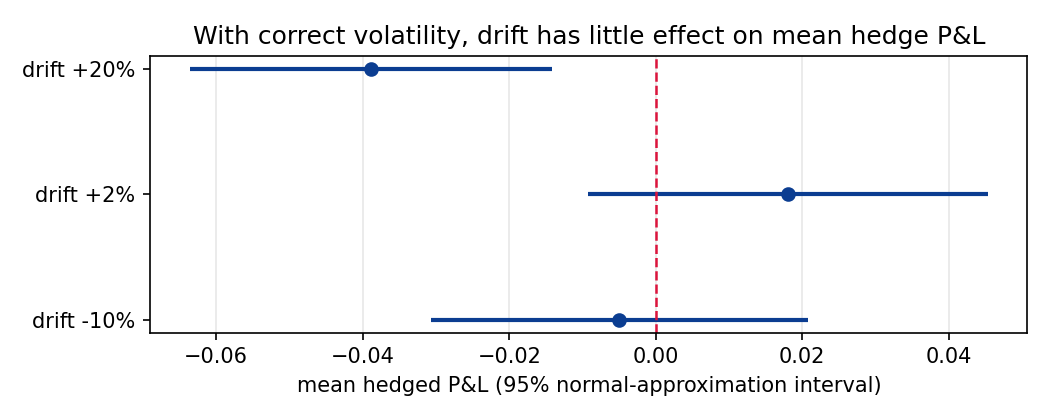 With correct volatility, drift has little effect on mean hedge P&L
drift +20%
drift +2%
drift -10%
−0.06 −0.04 −0.02 0.00 0.02 0.04
mean hedged P&L (95% normal-approximation interval)